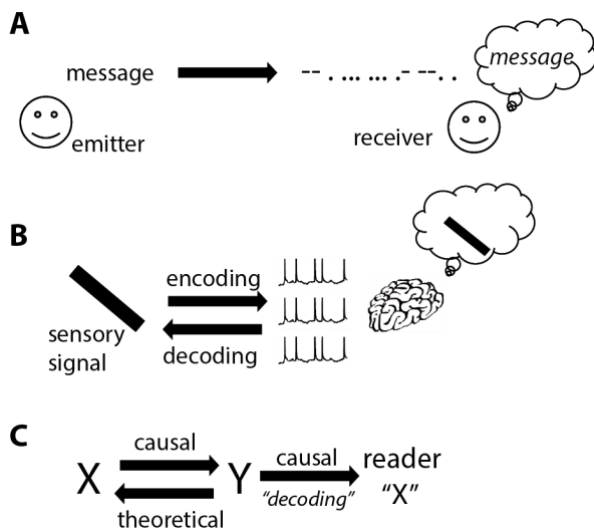 A
message
-- . ... ... .- --. .
message
emitter
receiver
B
encoding
sensory
signal
decoding
C
causal
X
Y
causal
reader
theoretical
"decoding"
"X"